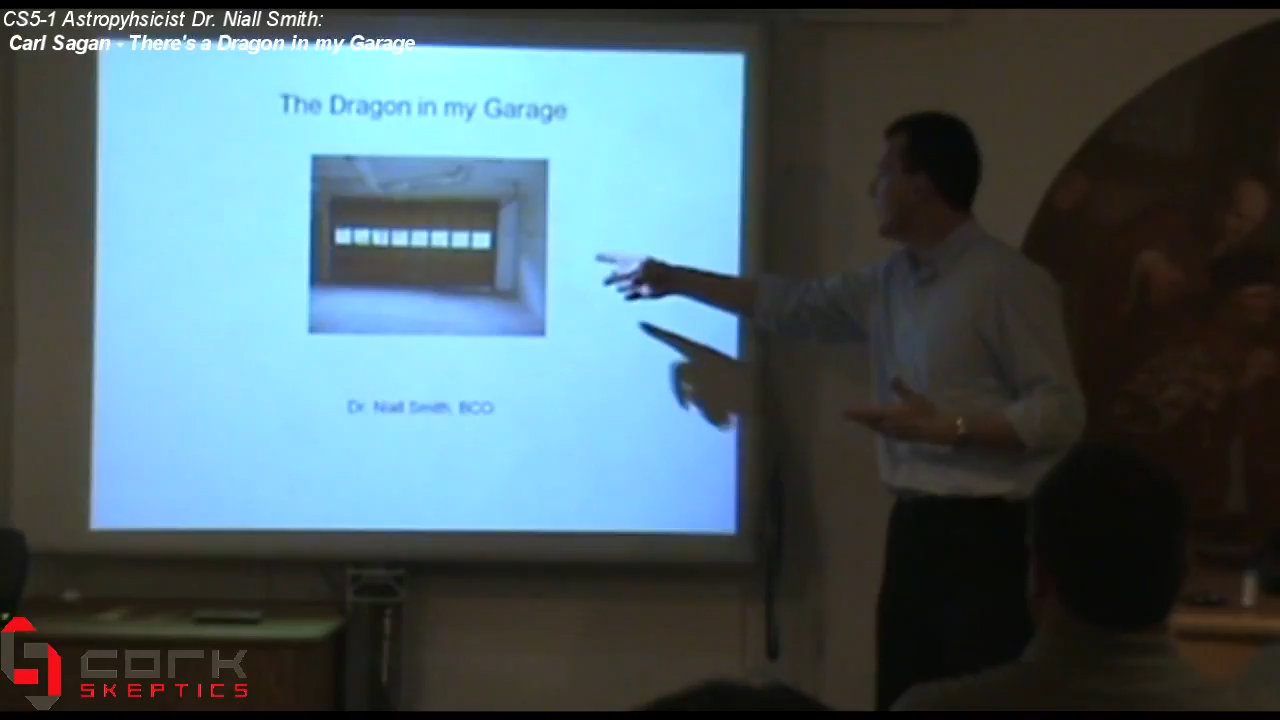 CS5-1 Astropyhsicist Dr. Niall Smith:
Carl Sagan - There's a Dragon in my Garage
The Dragon in my Garage
Dr. Niall Smith, BCO
cork
SKEPTICS